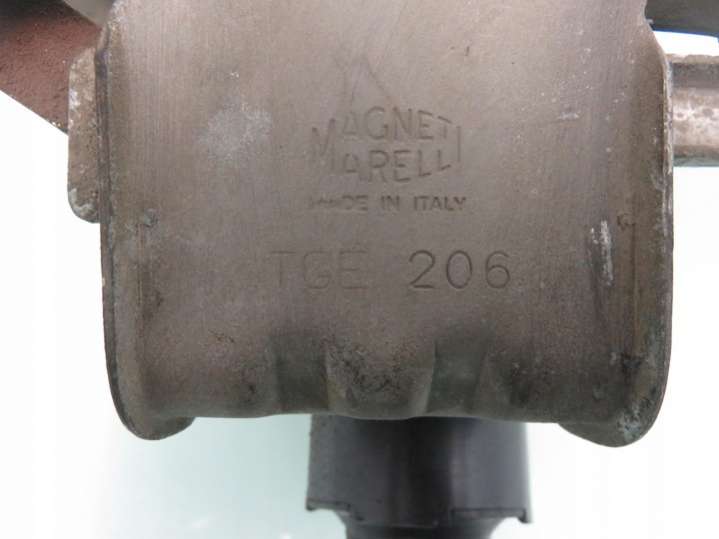 MAGNETI
MARELLI
MADE IN ITALY
TGE 206